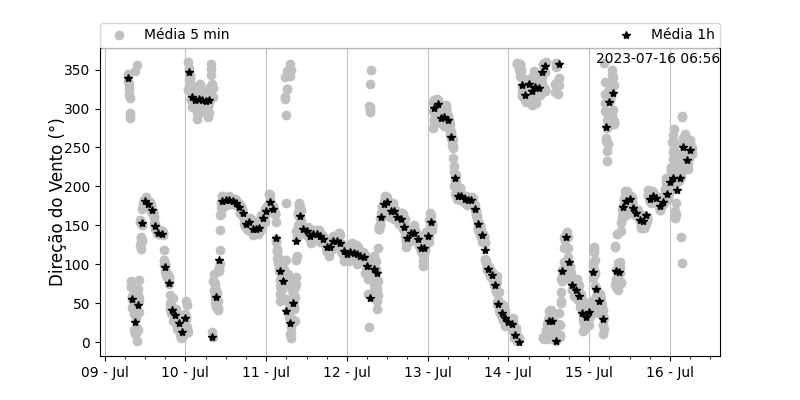 Média 5 min
Média 1h
2023-07-16 06:56
Direção do Vento (°)
350
300
250
200
150
100
50
0
09 - Jul
10 - Jul
11 - Jul
12 - Jul
13 - Jul
14 - Jul
15 - Jul
16 - Jul